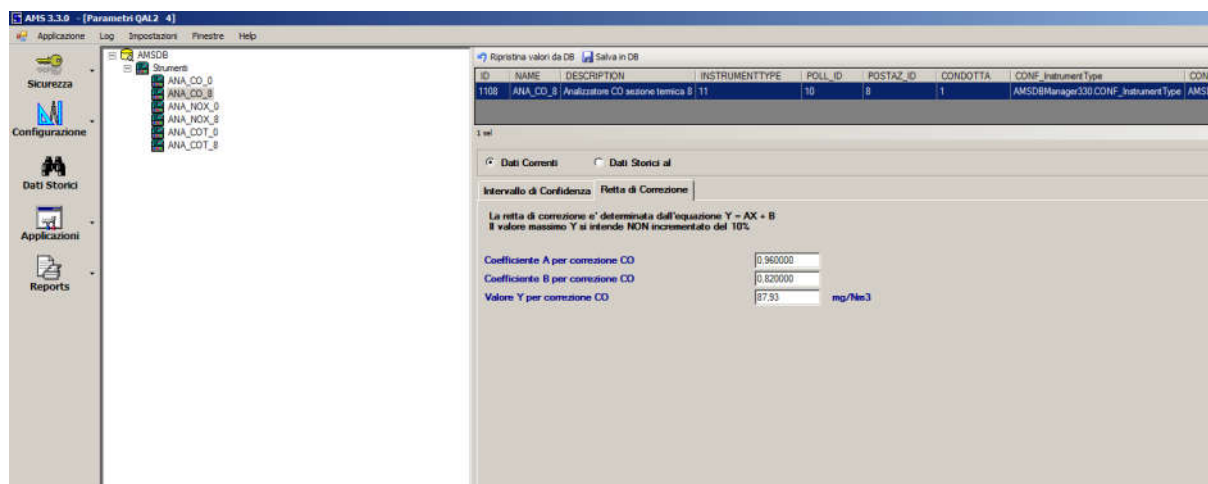 AMS 3.3.0 - [Parametri QAL2 4]
Applicazione Log Impostazioni Finestre Help
Sicurezza
Configurazione
Dati Storici
Applicazioni
Reports
AMSDB
Strumenti
ANA_CO_0
ANA_CO_8
ANA_NOX_0
ANA_NOX_8
ANA_COT_0
ANA_COT_8
Ripristina valori da DB Salva in DB
ID NAME DESCRIPTION INSTRUMENTTYPE POLL_ID POSTAZ_ID CONDOTTA CONF_InstrumentType CON
1108 ANA_CO_8 Analizzatore CO sezione termica 8 11 10 8 1 AMSDBManager330.CONF_InstrumentType AMSD
1 sel
Dati Correnti Dati Storici al
Intervallo di Confidenza Retta di Correzione
La retta di correzione e' determinata dall'equazione Y = AX + B
Il valore massimo Y si intende NON incrementato del 10%
Coefficiente A per correzione CO 0,960000
Coefficiente B per correzione CO 0,820000
Valore Y per correzione CO 87,93 mg/Nm3